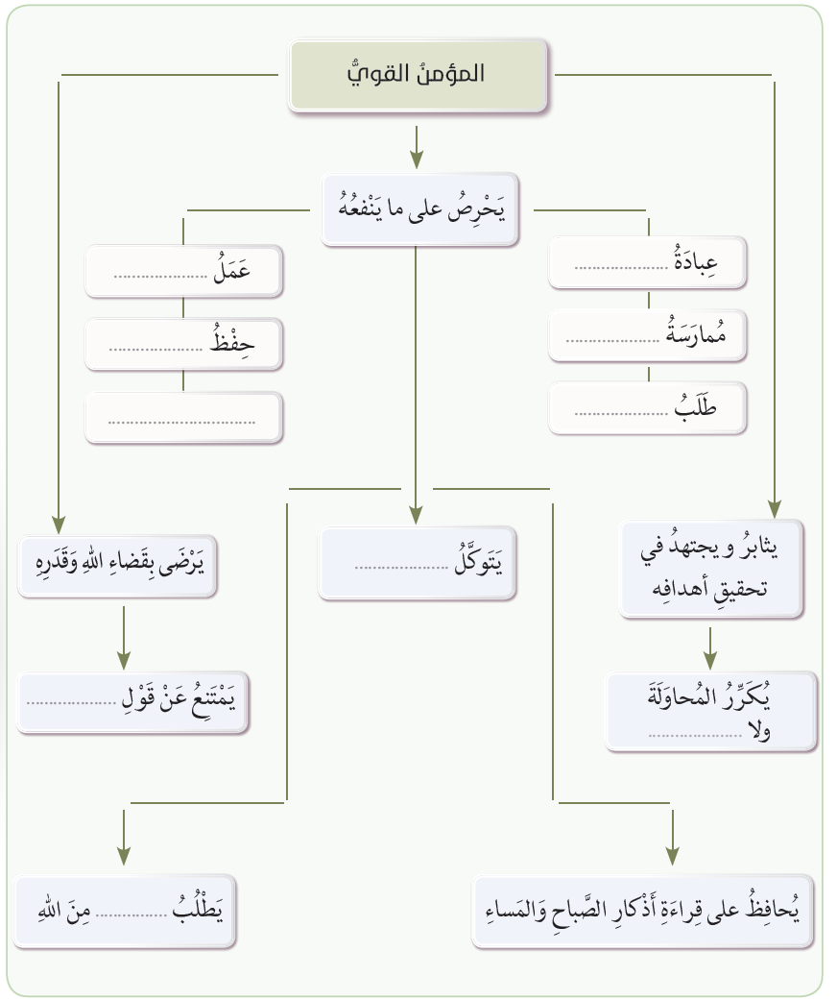 المؤمنُ القويُّ
يَحْرِصُ على ما يَنْفعُهُ
عِبادَةُ ....................
مُمارَسَةُ ....................
طَلَبُ ....................
عَمَلُ ....................
حِفْظُ ....................
................................
يثابرُ و يجتهدُ في
تحقيقِ أهدافِه
يَتَوكَّلُ ....................
يَرْضَى بِقَضاءِ اللهِ وَقَدَرِهِ
يُكَرِّرُ المُحاوَلَةَ
ولا ....................
يَمْتَنِعُ عَنْ قَوْلِ ....................
يُحافِظُ على قِراءَةِ أَذْكارِ الصَّباحِ وَالمَساءِ
يَطْلُبُ ................ مِنَ اللهِ